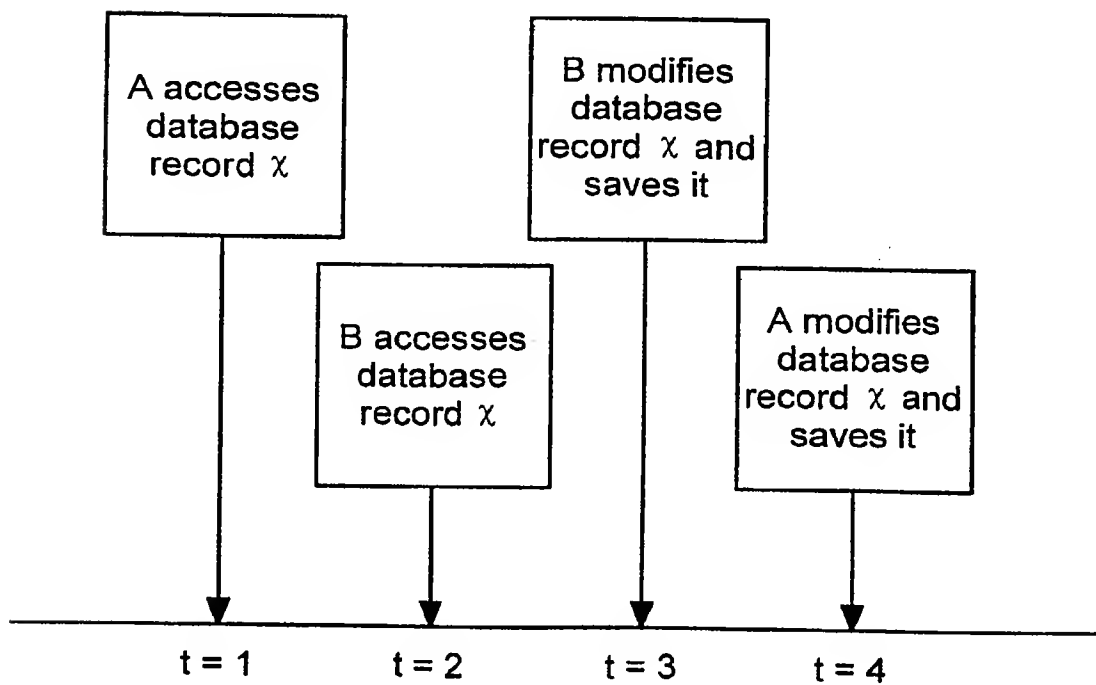 A accesses
database
record χ
B accesses
database
record χ
B modifies
database
record χ and
saves it
A modifies
database
record χ and
saves it
t = 1
t = 2
t = 3
t = 4